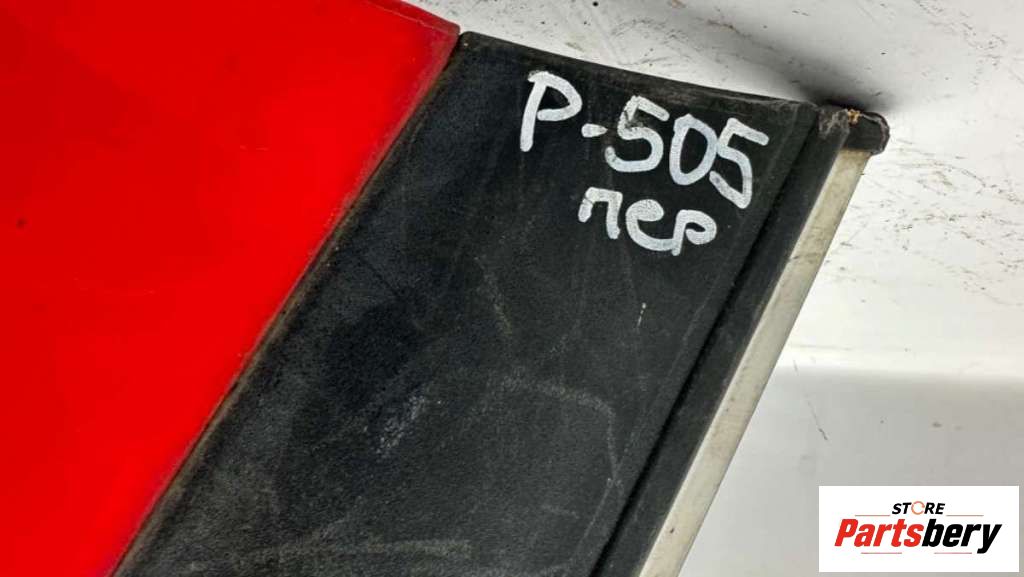 P-505
пер
STORE
Partsbery